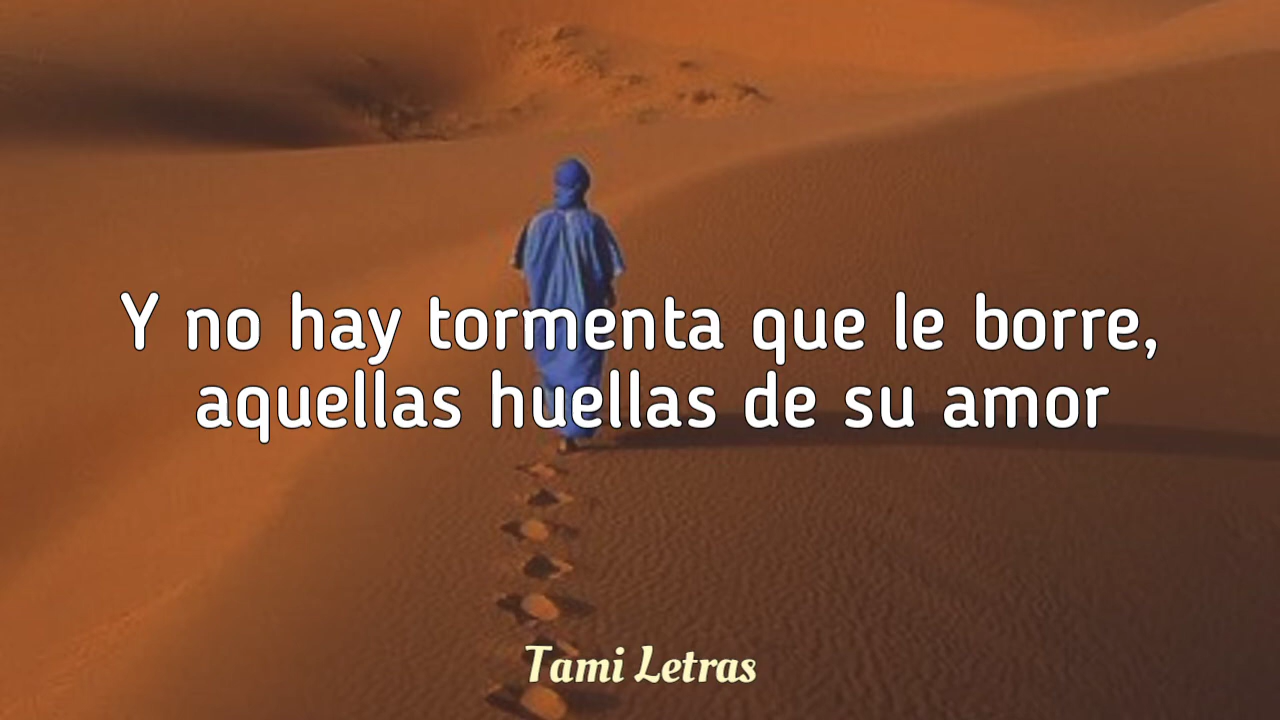 Y no hay tormenta que le borre,
aquellas huellas de su amor
Tami Letras